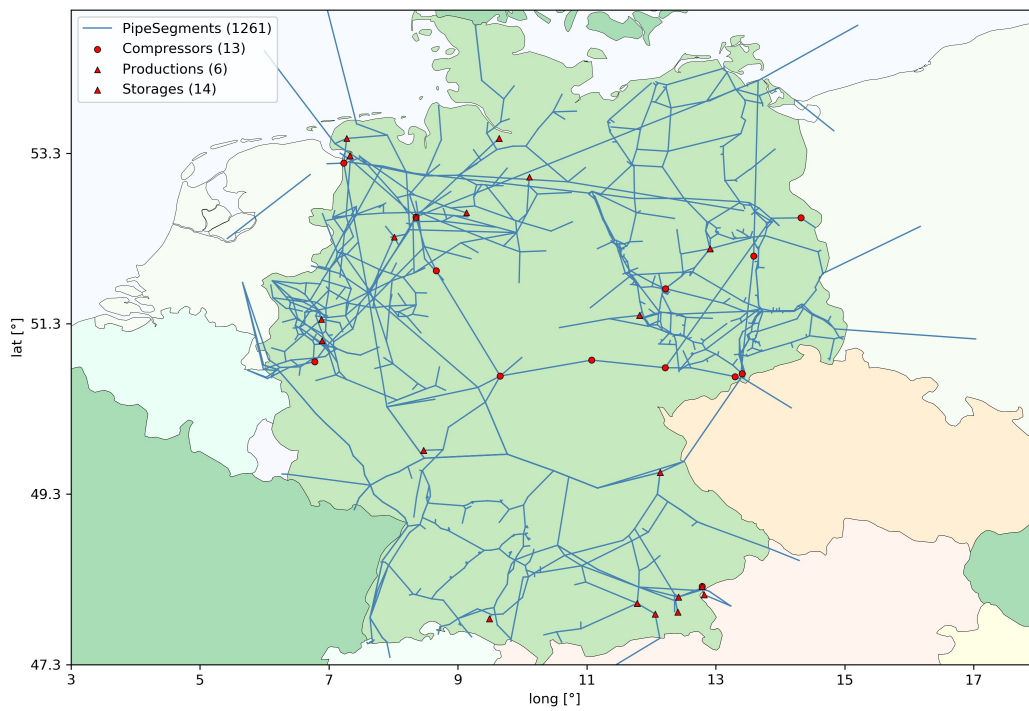 PipeSegments (1261)
Compressors (13)
Productions (6)
Storages (14)
lat [°]
53.3
51.3
49.3
47.3
3 5 7 9 11 13 15 17
long [°]